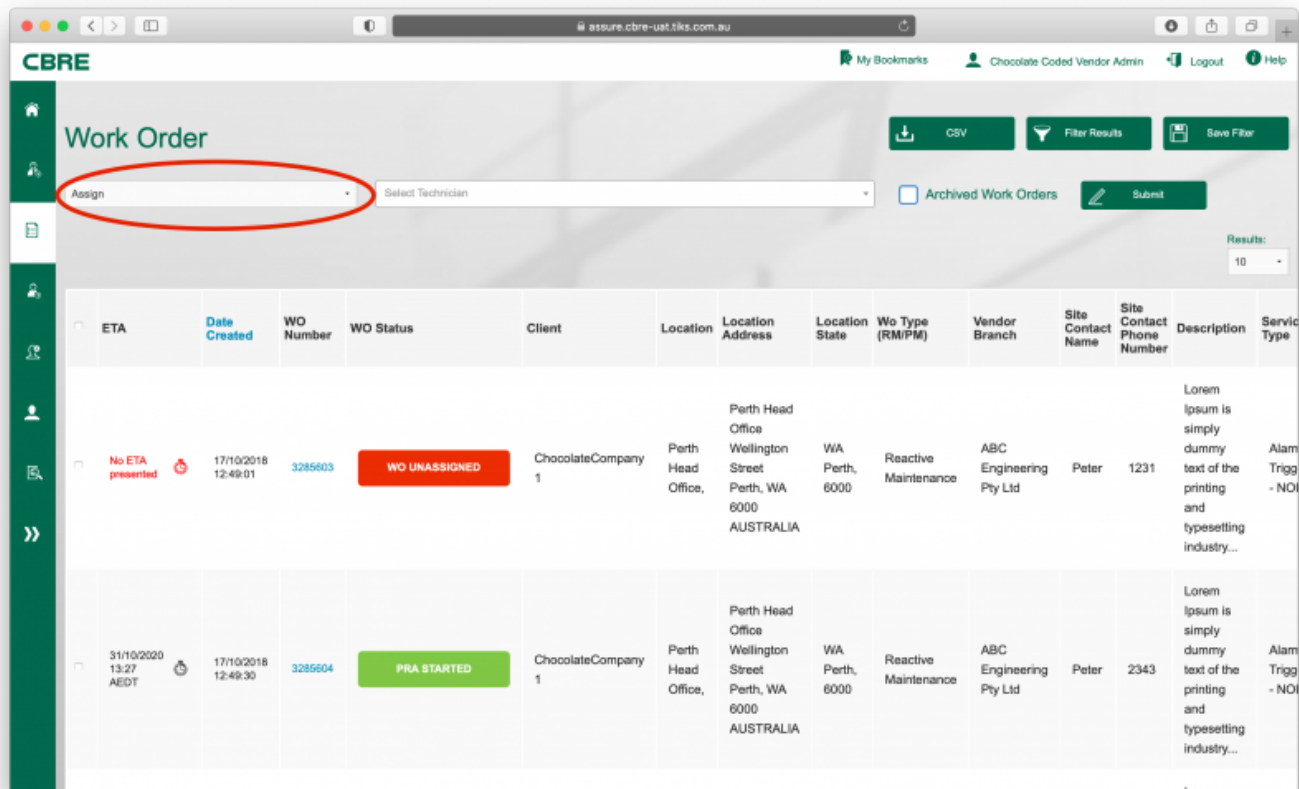 assure.cbre-uat.tiks.com.au
CBRE
My Bookmarks
Chocolate Coded Vendor Admin
Logout
Help
Work Order
CSV
Filter Results
Save Filter
Assign
Select Technician
Archived Work Orders
Submit
Results:
10
ETA
Date
Created
WO
Number
WO Status
Client
Location
Location
Address
Location
State
Wo Type
(RM/PM)
Vendor
Branch
Site
Contact
Name
Site
Contact
Phone
Number
Description
Servic
Type
No ETA
presented
17/10/2018
12:49:01
3285603
WO UNASSIGNED
ChocolateCompany
1
Perth
Head
Office,
Perth Head
Office
Wellington
Street
Perth, WA
6000
AUSTRALIA
WA
Perth,
6000
Reactive
Maintenance
ABC
Engineering
Pty Ltd
Peter
1231
Lorem
Ipsum is
simply
dummy
text of the
printing
and
typesetting
industry...
Alarm
Trigg
- NO
31/10/2020
13:27
AEDT
17/10/2018
12:49:30
3285604
PRA STARTED
ChocolateCompany
1
Perth
Head
Office,
Perth Head
Office
Wellington
Street
Perth, WA
6000
AUSTRALIA
WA
Perth,
6000
Reactive
Maintenance
ABC
Engineering
Pty Ltd
Peter
2343
Lorem
Ipsum is
simply
dummy
text of the
printing
and
typesetting
industry...
Alarm
Trigg
- NO